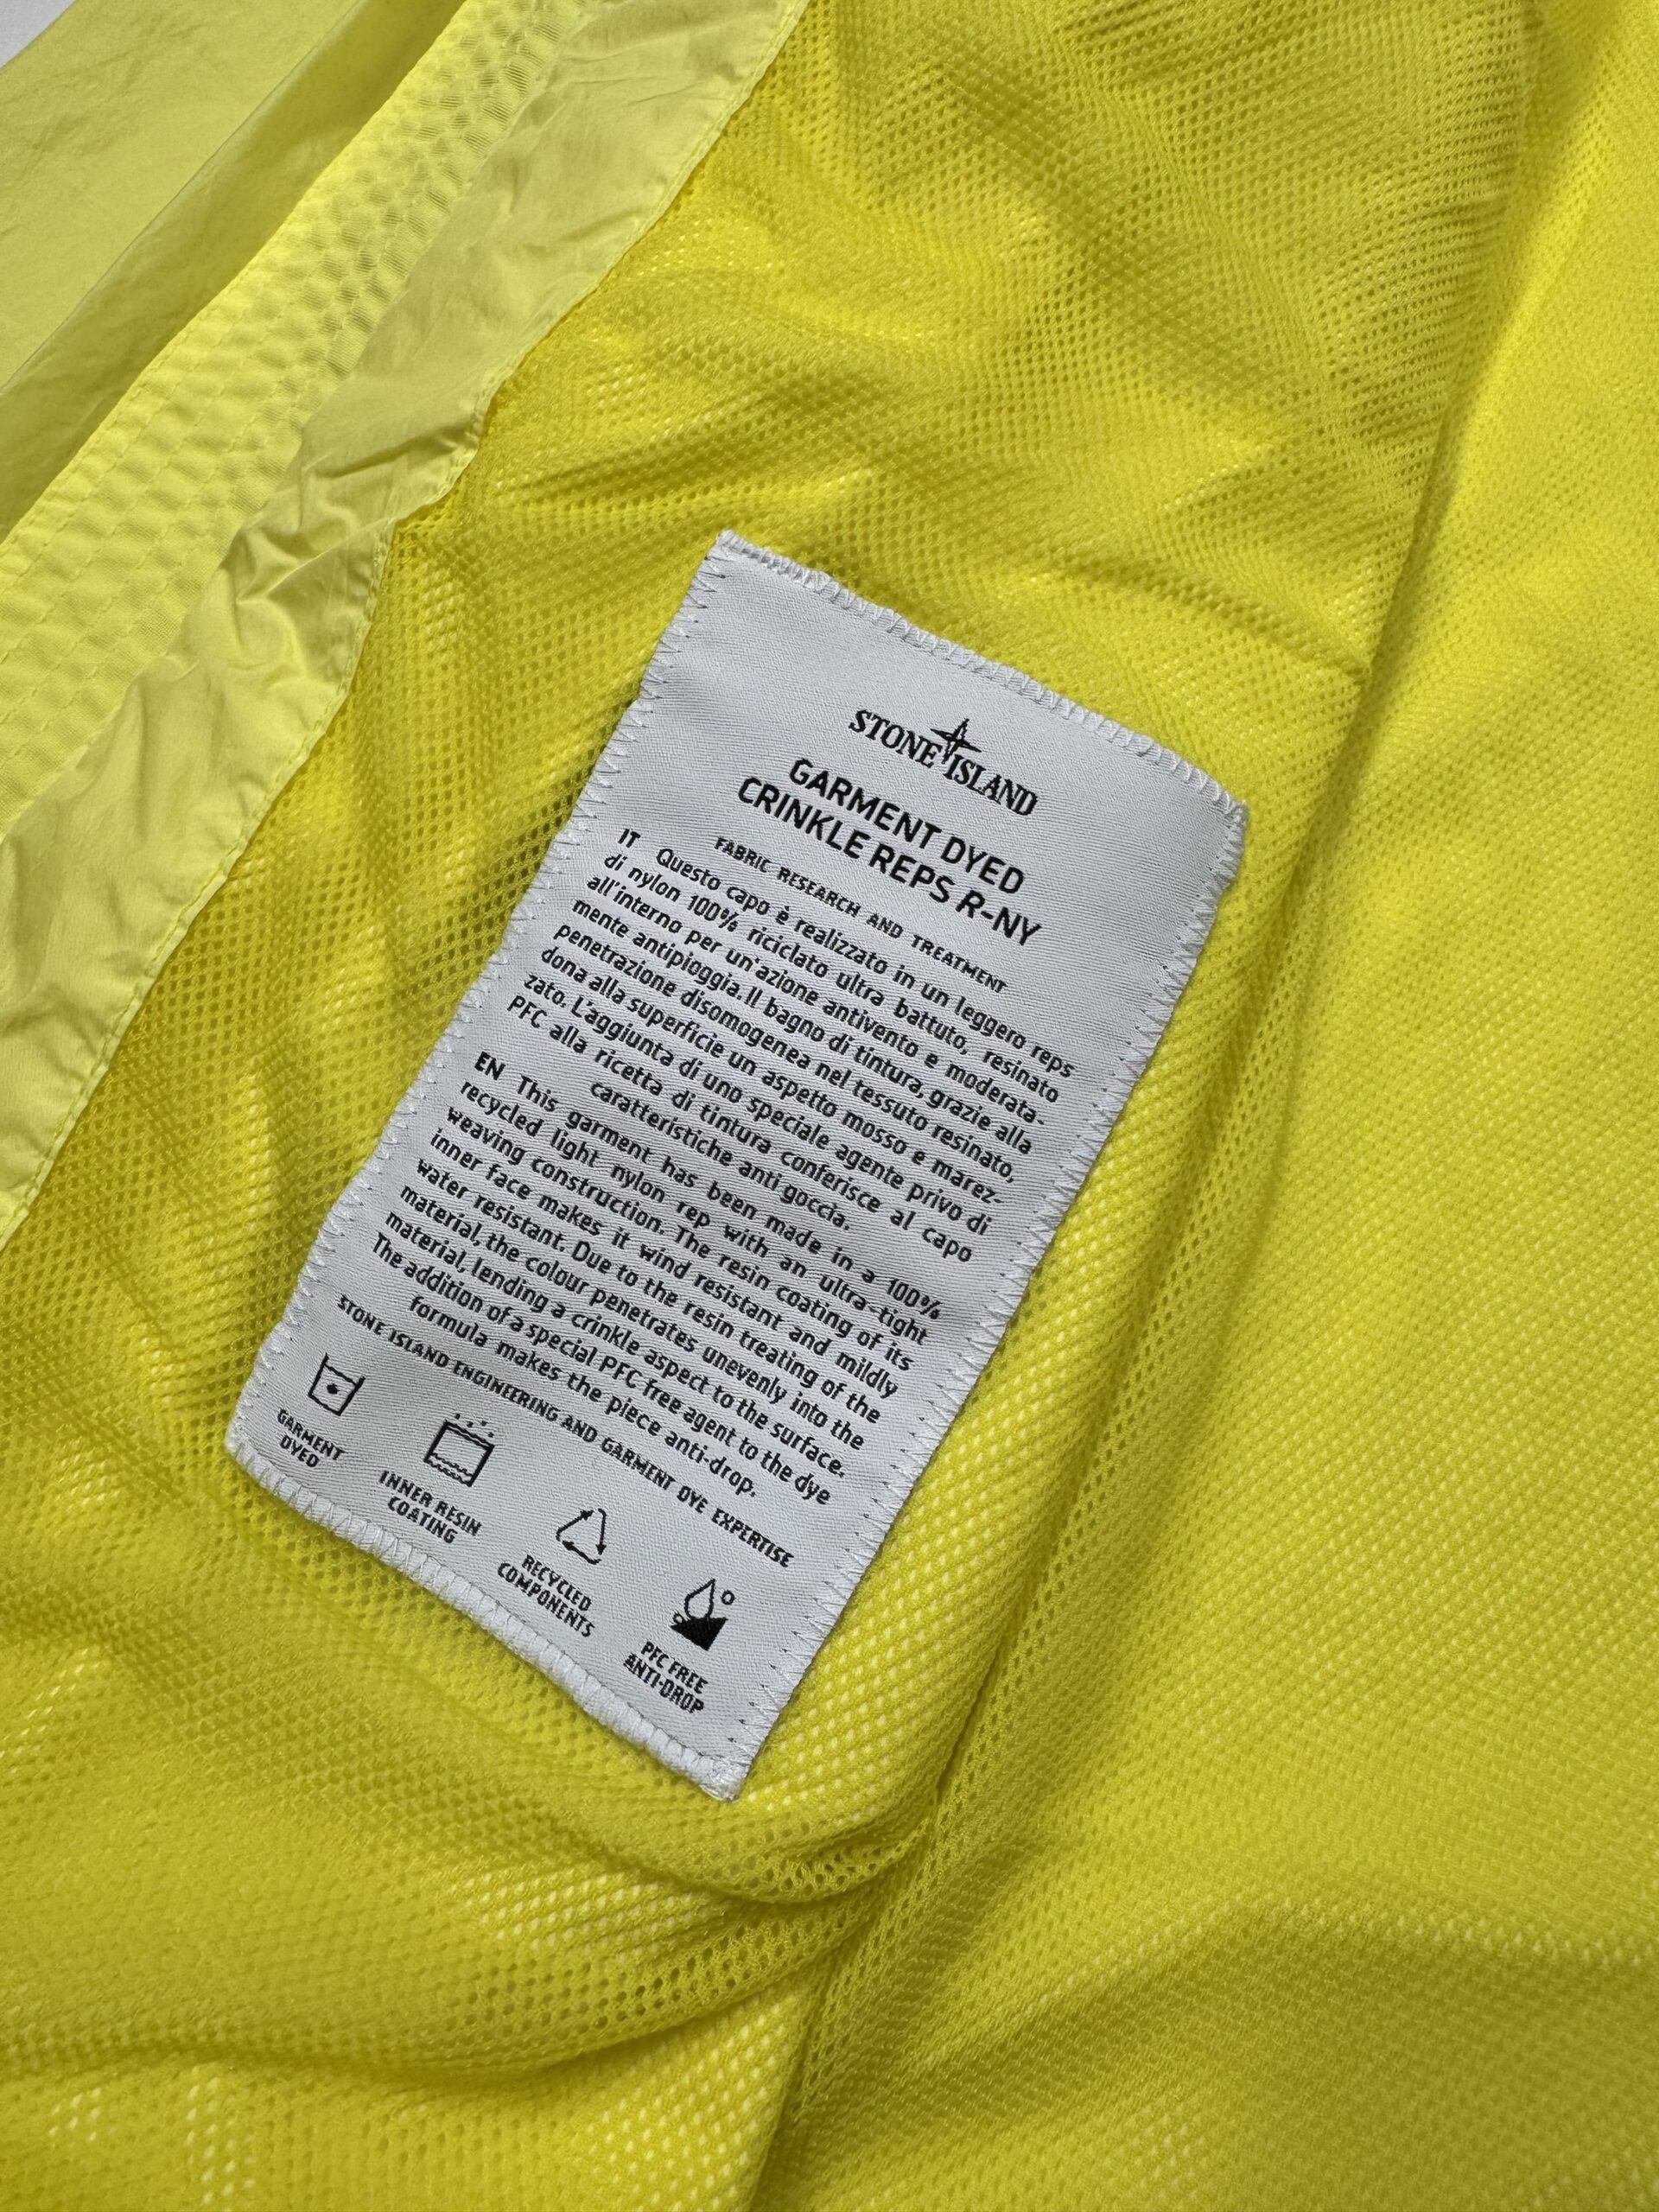 STONE ISLAND
GARMENT DYED
CRINKLE REPS R-NY
FABRIC RESEARCH AND TREATMENT
IT Questo capo è realizzato in un leggero reps
di nylon 100% riciclato ultra battuto, resinato
all'interno per un'azione antivento e moderata-
mente antipioggia. Il bagno di tintura, grazie alla
penetrazione disomogenea nel tessuto resinato,
dona alla superficie un aspetto mosso e marez-
zato. L'aggiunta di uno speciale agente privo di
PFC alla ricetta di tintura conferisce al capo
caratteristiche anti goccia.
EN This garment has been made in a 100%
recycled light nylon rep with an ultra-tight
weaving construction. The resin coating of its
inner face makes it wind resistant and mildly
water resistant. Due to the resin treating of the
material, the colour penetrates unevenly into the
material, lending a crinkle aspect to the surface.
The addition of a special PFC free agent to the dye
formula makes the piece anti-drop.
STONE ISLAND ENGINEERING AND GARMENT DYE EXPERTISE
GARMENT
DYED
INNER RESIN
COATING
RECYCLED
COMPONENTS
PFC FREE
ANTI-DROP